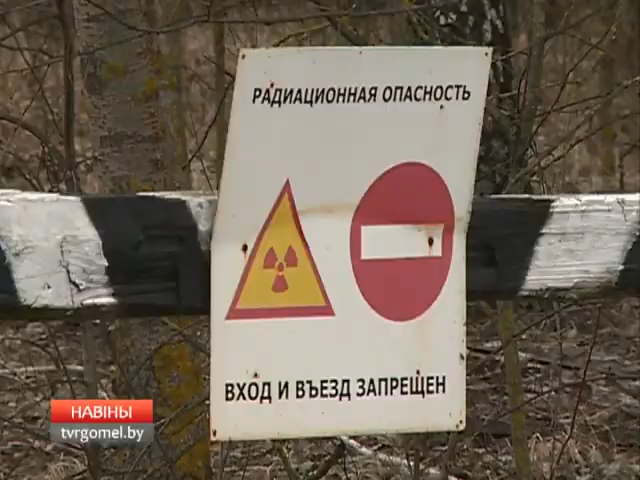 РАДИАЦИОННАЯ ОПАСНОСТЬ
ВХОД И ВЪЕЗД ЗАПРЕЩЕН
НАВІНЫ
tvrgomel.by